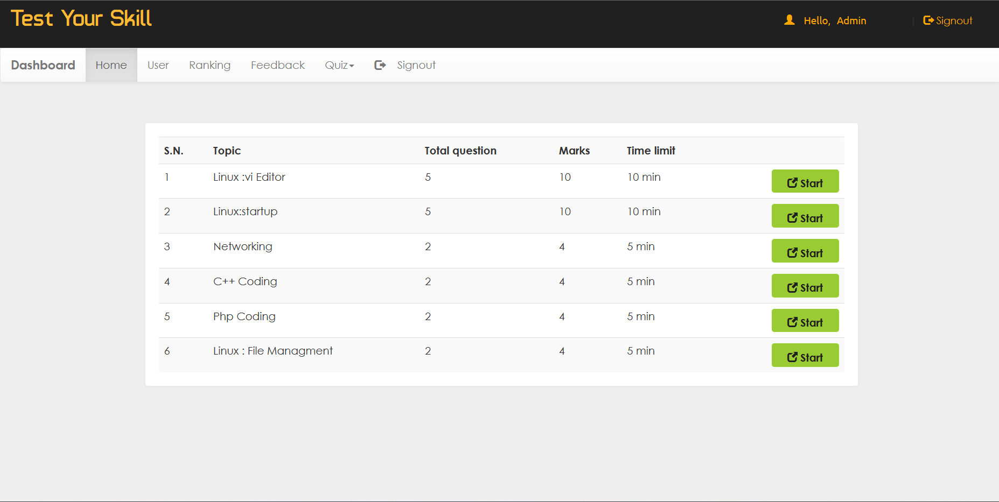 Test Your Skill
Hello, Admin | Signout
Dashboard Home User Ranking Feedback Quiz Signout
S.N. Topic Total question Marks Time limit
1 Linux :vi Editor 5 10 10 min Start
2 Linux:startup 5 10 10 min Start
3 Networking 2 4 5 min Start
4 C++ Coding 2 4 5 min Start
5 Php Coding 2 4 5 min Start
6 Linux : File Managment 2 4 5 min Start